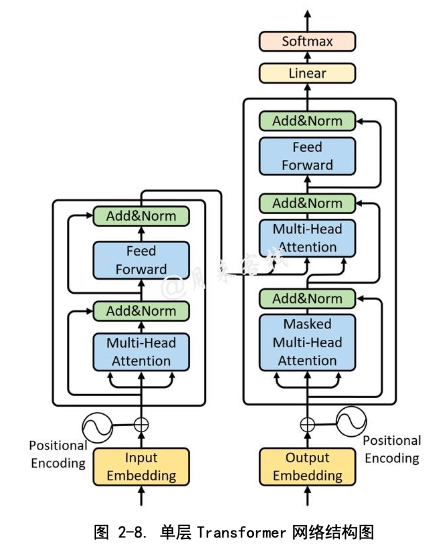 Softmax
Linear
Add&Norm
Feed
Forward
Add&Norm
Multi-Head
Attention
Add&Norm
Masked
Multi-Head
Attention
Add&Norm
Feed
Forward
Add&Norm
Multi-Head
Attention
Positional
Encoding
Input
Embedding
Output
Embedding
Positional
Encoding
图 2-8. 单层 Transformer 网络结构图